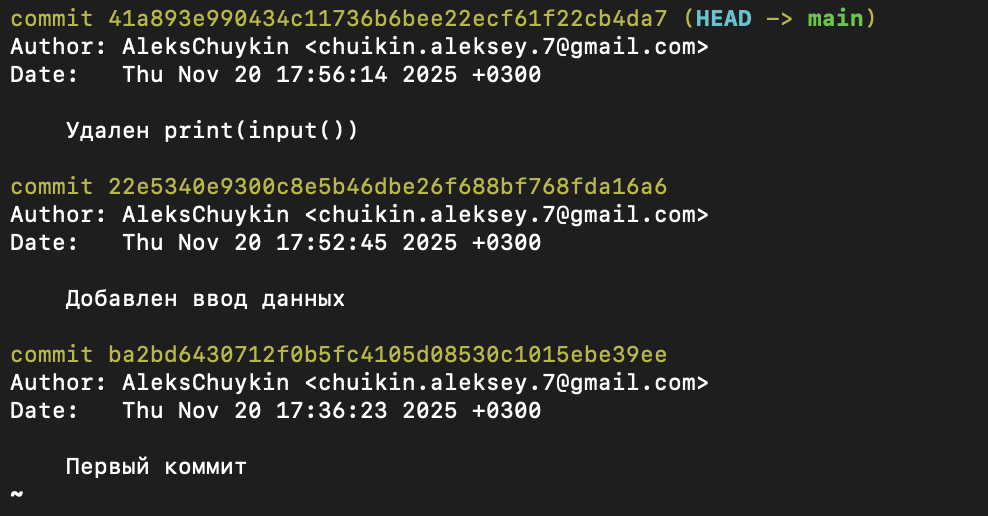 commit 41a893e990434c11736b6bee22ecf61f22cb4da7 (HEAD -> main)
Author: AleksChuykin <chuikin.aleksey.7@gmail.com>
Date:   Thu Nov 20 17:56:14 2025 +0300
Удален print(input())
commit 22e5340e9300c8e5b46dbe26f688bf768fda16a6
Author: AleksChuykin <chuikin.aleksey.7@gmail.com>
Date:   Thu Nov 20 17:52:45 2025 +0300
Добавлен ввод данных
commit ba2bd6430712f0b5fc4105d08530c1015ebe39ee
Author: AleksChuykin <chuikin.aleksey.7@gmail.com>
Date:   Thu Nov 20 17:36:23 2025 +0300
Первый коммит
~